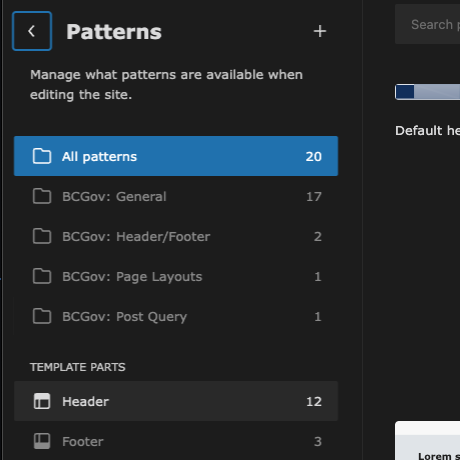 Patterns
Search p
Manage what patterns are available when
editing the site.
Default he
All patterns 20
BCGov: General 17
BCGov: Header/Footer 2
BCGov: Page Layouts 1
BCGov: Post Query 1
TEMPLATE PARTS
Header 12
Footer 3
Lorem s